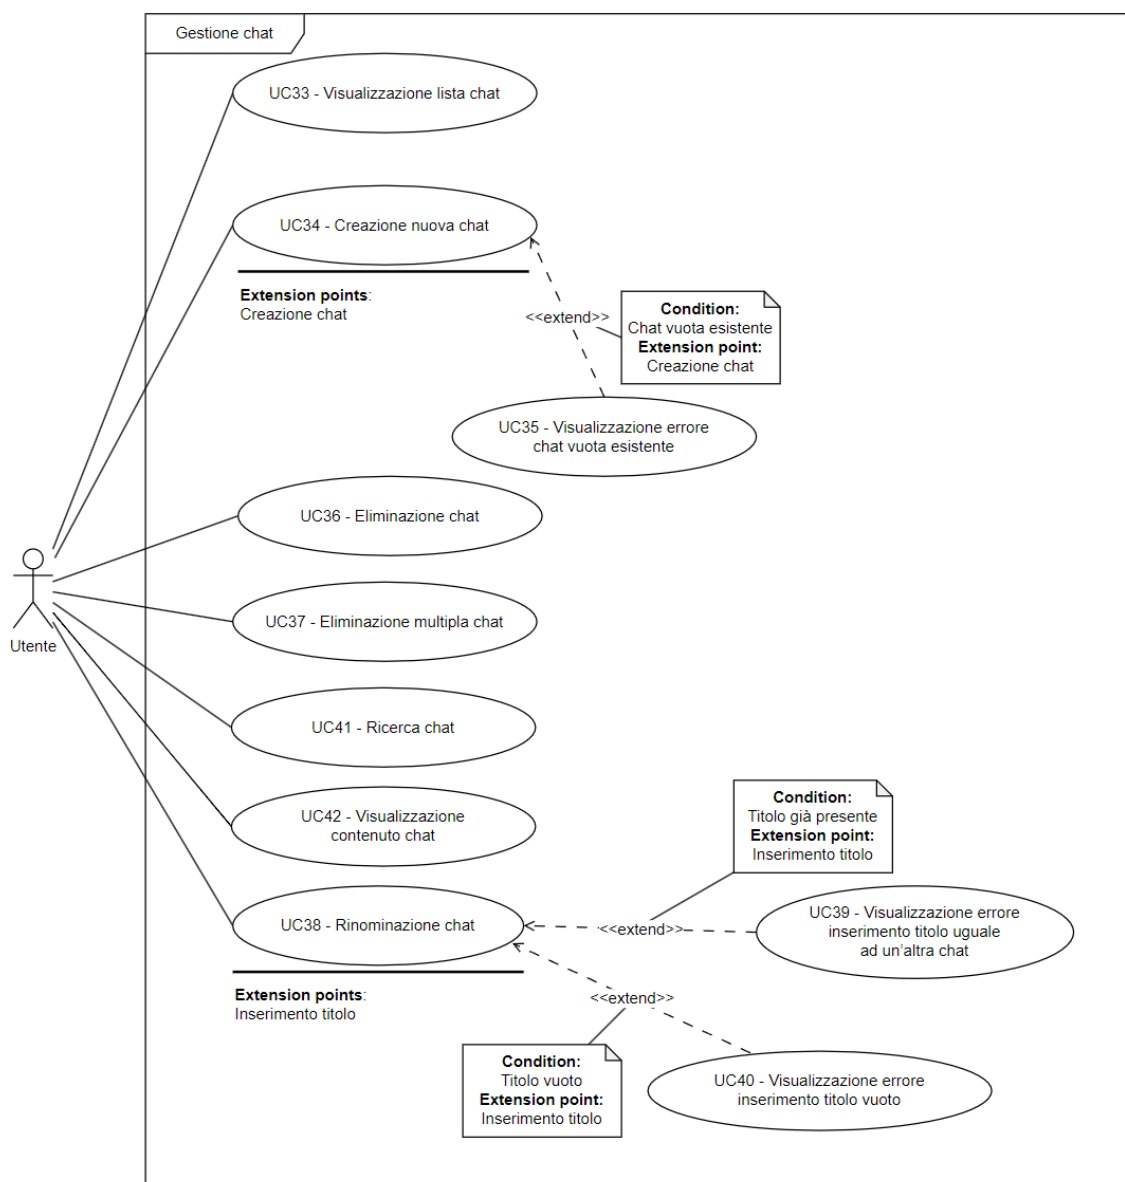 Gestione chat
UC33 - Visualizzazione lista chat
UC34 - Creazione nuova chat
Extension points:
Creazione chat
<<extend>>
Condition:
Chat vuota esistente
Extension point:
Creazione chat
UC35 - Visualizzazione errore
chat vuota esistente
UC36 - Eliminazione chat
UC37 - Eliminazione multipla chat
Utente
UC41 - Ricerca chat
UC42 - Visualizzazione
contenuto chat
Condition:
Titolo già presente
Extension point:
Inserimento titolo
UC38 - Rinominazione chat
<<extend>>
UC39 - Visualizzazione errore
inserimento titolo uguale
ad un'altra chat
Extension points:
Inserimento titolo
<<extend>>
Condition:
Titolo vuoto
Extension point:
Inserimento titolo
UC40 - Visualizzazione errore
inserimento titolo vuoto